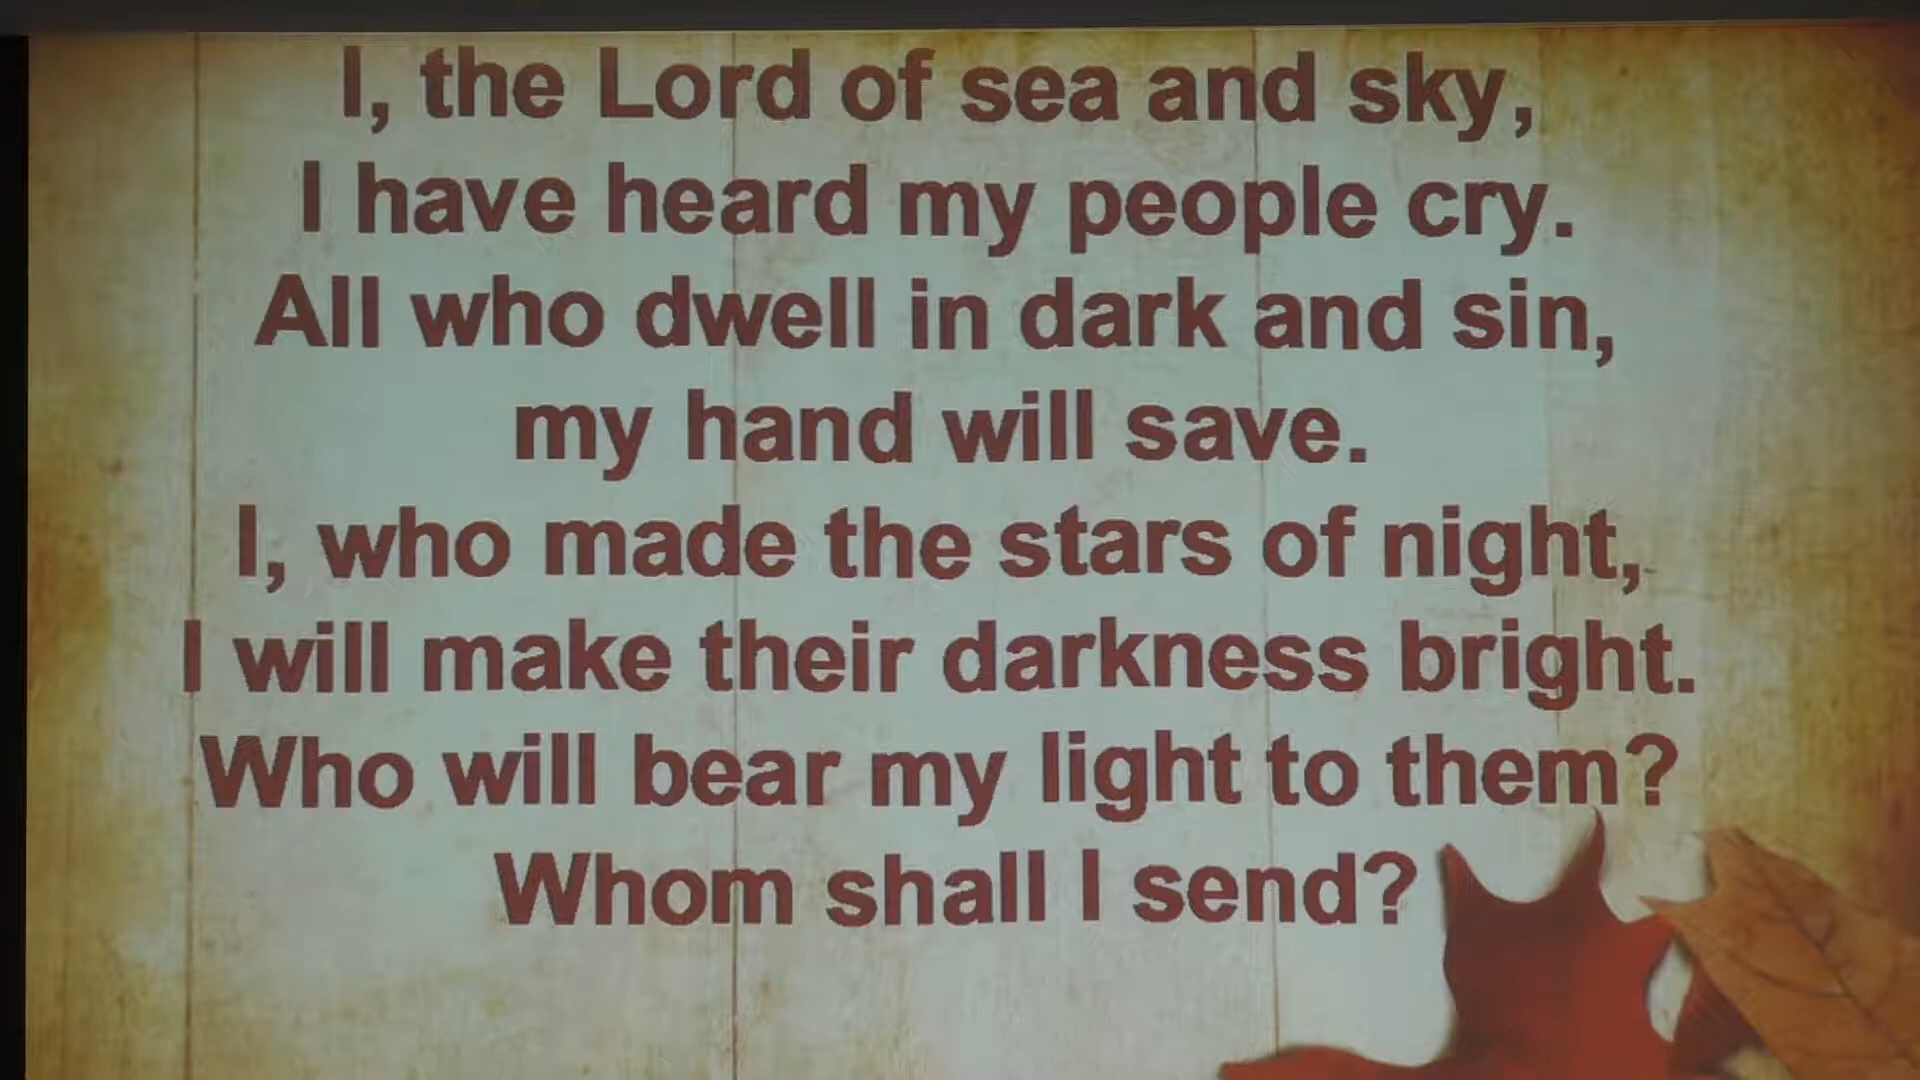 I, the Lord of sea and sky,
I have heard my people cry.
All who dwell in dark and sin,
my hand will save.
I, who made the stars of night,
I will make their darkness bright.
Who will bear my light to them?
Whom shall I send?